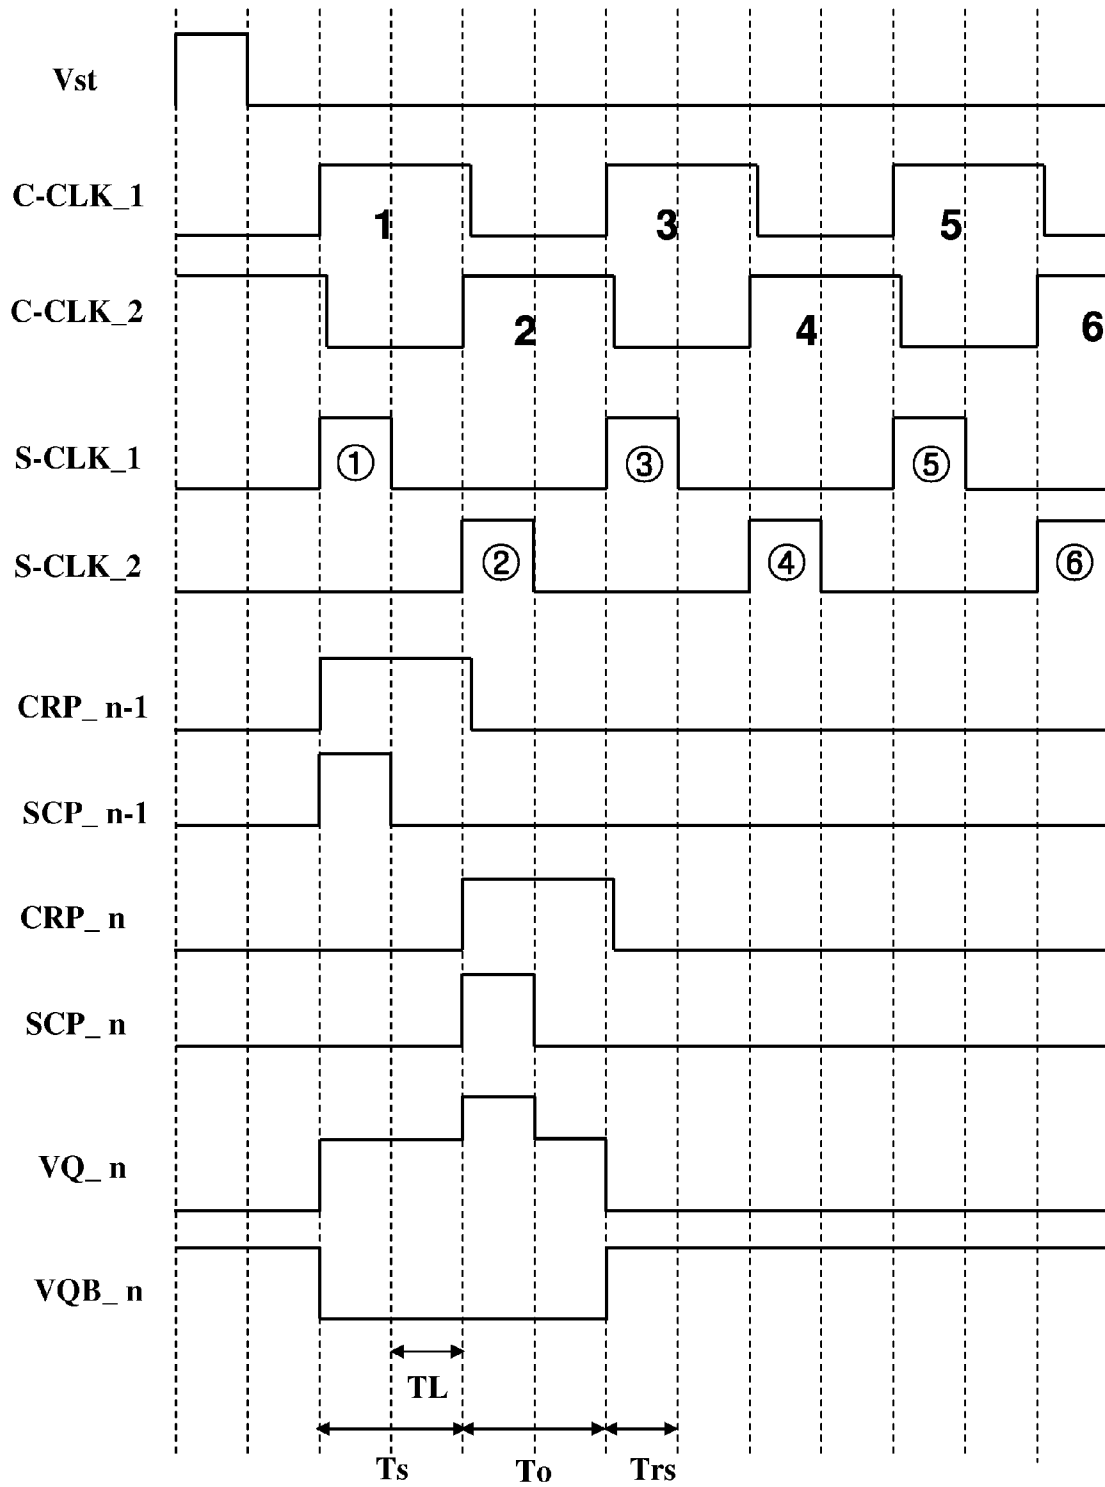 Vst
C-CLK_1
1 3 5
C-CLK_2
2 4 6
S-CLK_1
① ③ ⑤
S-CLK_2
② ④ ⑥
CRP_ n-1
SCP_ n-1
CRP_ n
SCP_ n
VQ_ n
VQB_ n
TL
Ts To Trs